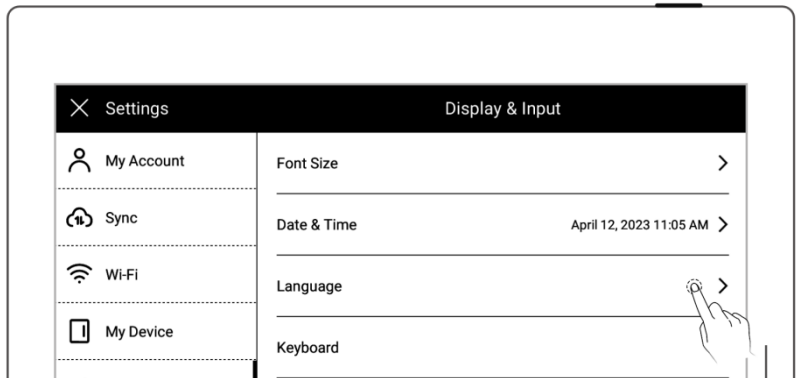 Settings
Display & Input
My Account
Sync
Wi-Fi
My Device
Font Size
Date & Time April 12, 2023 11:05 AM
Language
Keyboard